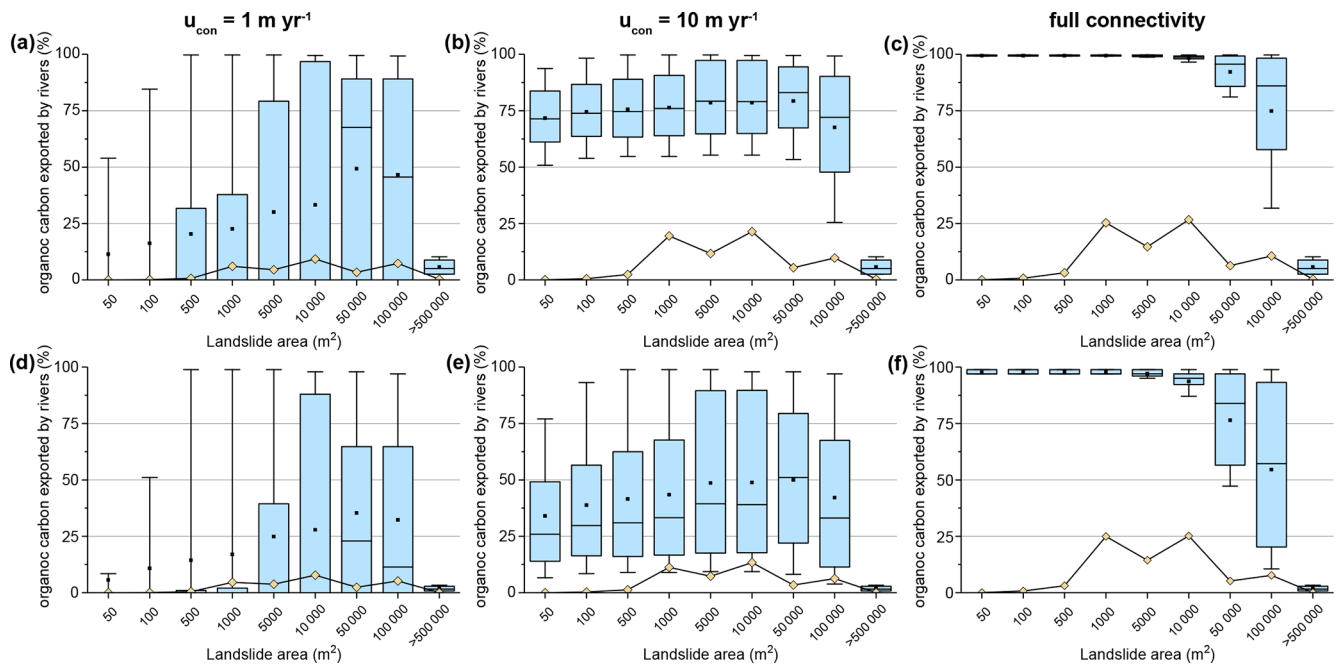 u_con = 1 m yr⁻¹ u_con = 10 m yr⁻¹ full connectivity
(a) (b) (c)
organoc carbon exported by rivers (%) organoc carbon exported by rivers (%) organoc carbon exported by rivers (%)
100 100 100
75 75 75
50 50 50
25 25 25
0 0 0
50 100 500 1000 5000 10 000 50 000 100 000 >500 000 50 100 500 1000 5000 10 000 50 000 100 000 >500 000 50 100 500 1000 5000 10 000 50 000 100 000 >500 000
Landslide area (m²) Landslide area (m²) Landslide area (m²)
(d) (e) (f)
organoc carbon exported by rivers (%) organoc carbon exported by rivers (%) organoc carbon exported by rivers (%)
100 100 100
75 75 75
50 50 50
25 25 25
0 0 0
50 100 500 1000 5000 10 000 50 000 100 000 >500 000 50 100 500 1000 5000 10 000 50 000 100 000 >500 000 50 100 500 1000 5000 10 000 50 000 100 000 >500 000
Landslide area (m²) Landslide area (m²) Landslide area (m²)